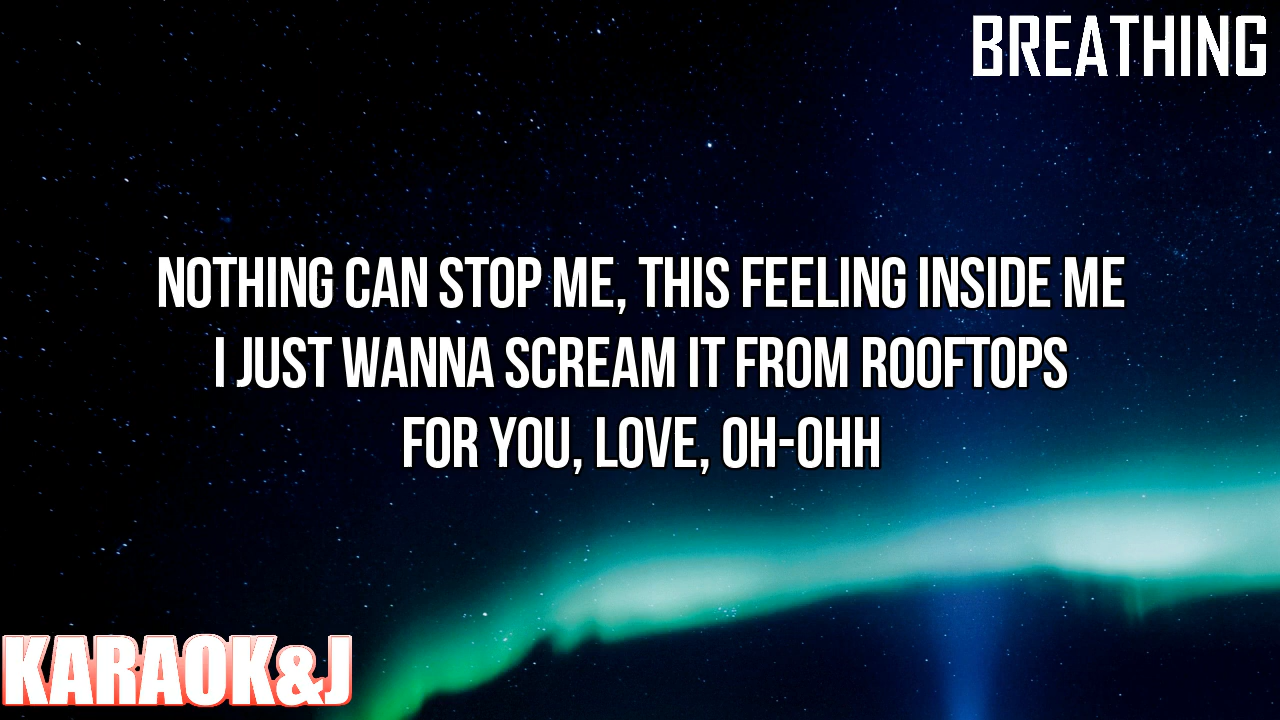 BREATHING
NOTHING CAN STOP ME, THIS FEELING INSIDE ME
I JUST WANNA SCREAM IT FROM ROOFTOPS
FOR YOU, LOVE, OH-OHH
KARAOK&J